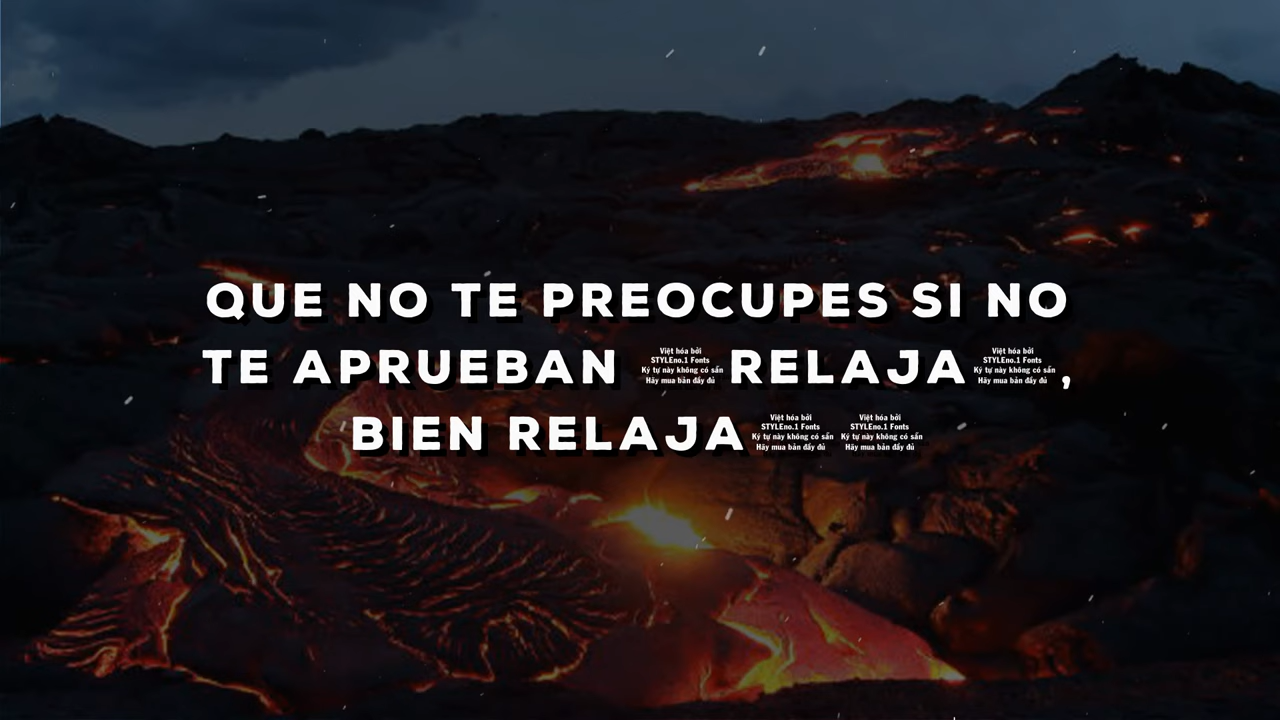 QUE NO TE PREOCUPES SI NO
TE APRUEBAN Việt hóa bởi STYLEno.1 Fonts Ký tự này không có sẵn Hãy mua bản đầy đủ RELAJA Việt hóa bởi STYLEno.1 Fonts Ký tự này không có sẵn Hãy mua bản đầy đủ ,
BIEN RELAJA Việt hóa bởi STYLEno.1 Fonts Ký tự này không có sẵn Hãy mua bản đầy đủ Việt hóa bởi STYLEno.1 Fonts Ký tự này không có sẵn Hãy mua bản đầy đủ